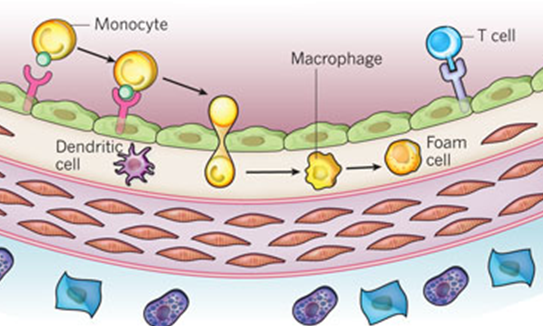 Monocyte
T cell
Macrophage
Dendritic
cell
Foam
cell